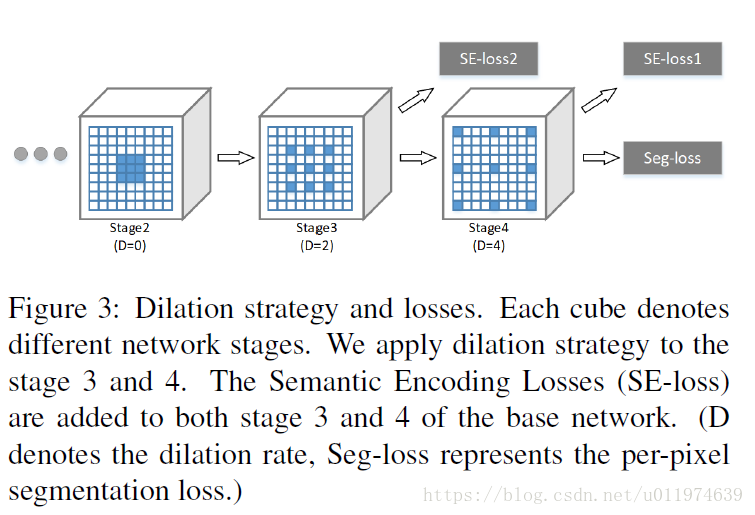 SE-loss2
SE-loss1
Seg-loss
Stage2
(D=0)
Stage3
(D=2)
Stage4
(D=4)
Figure 3: Dilation strategy and losses. Each cube denotes
different network stages. We apply dilation strategy to the
stage 3 and 4. The Semantic Encoding Losses (SE-loss)
are added to both stage 3 and 4 of the base network. (D
denotes the dilation rate, Seg-loss represents the per-pixel
segmentation loss.)
https://blog.csdn.net/u011974639